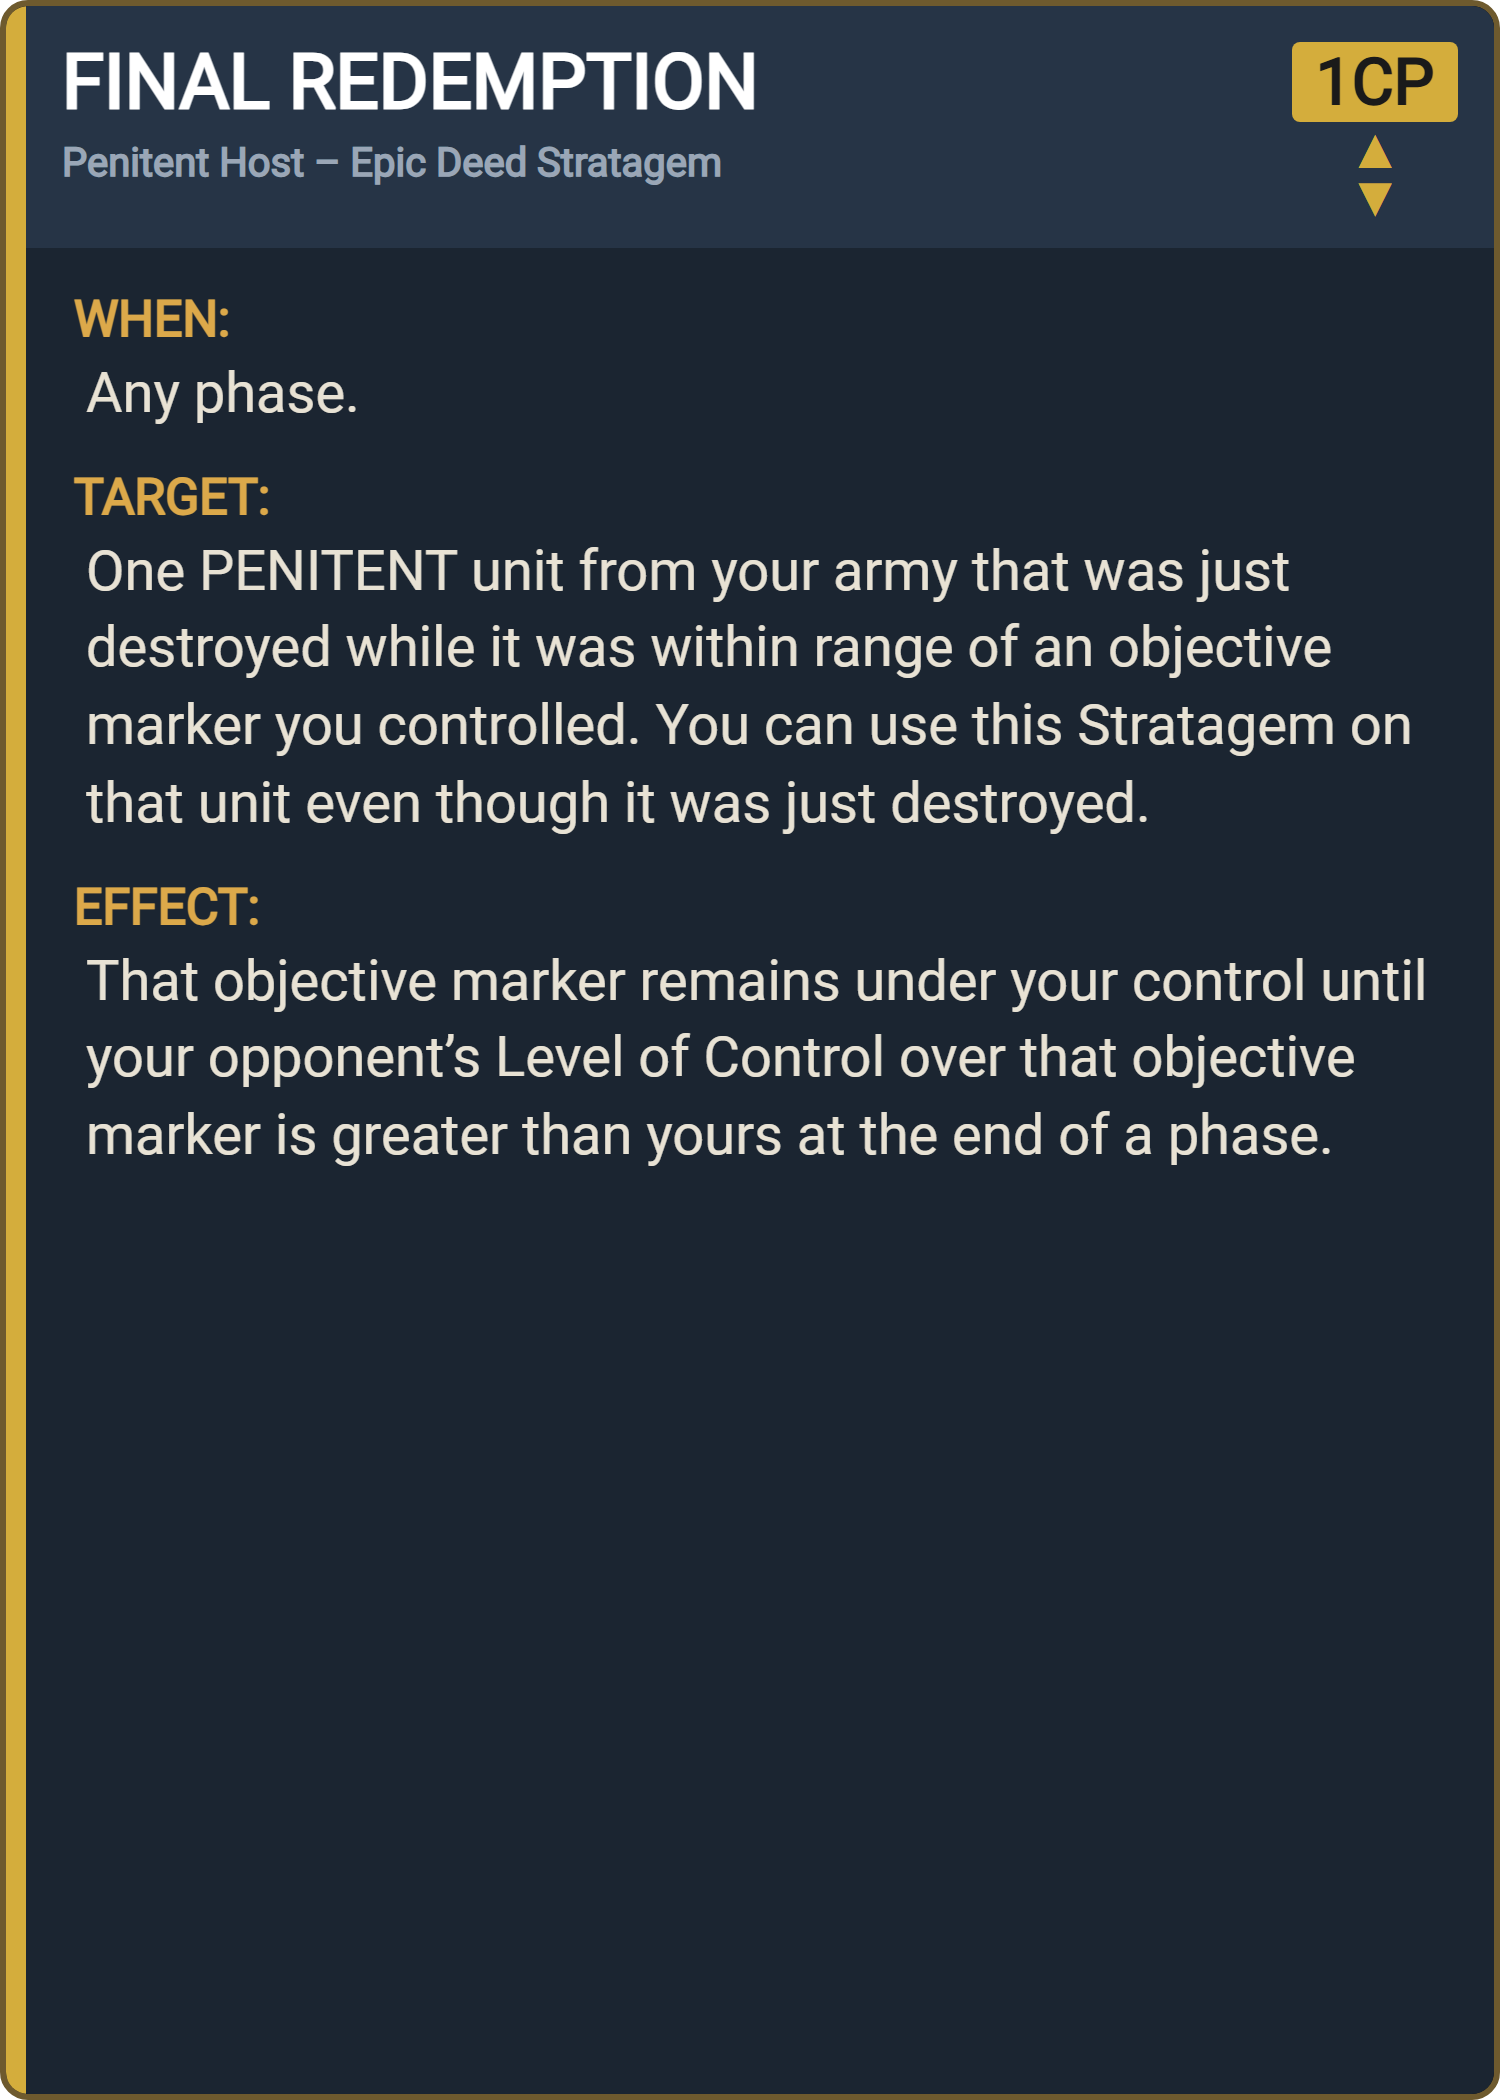 FINAL REDEMPTION
1CP
Penitent Host – Epic Deed Stratagem
WHEN:
Any phase.
TARGET:
One PENITENT unit from your army that was just
destroyed while it was within range of an objective
marker you controlled. You can use this Stratagem on
that unit even though it was just destroyed.
EFFECT:
That objective marker remains under your control until
your opponent’s Level of Control over that objective
marker is greater than yours at the end of a phase.